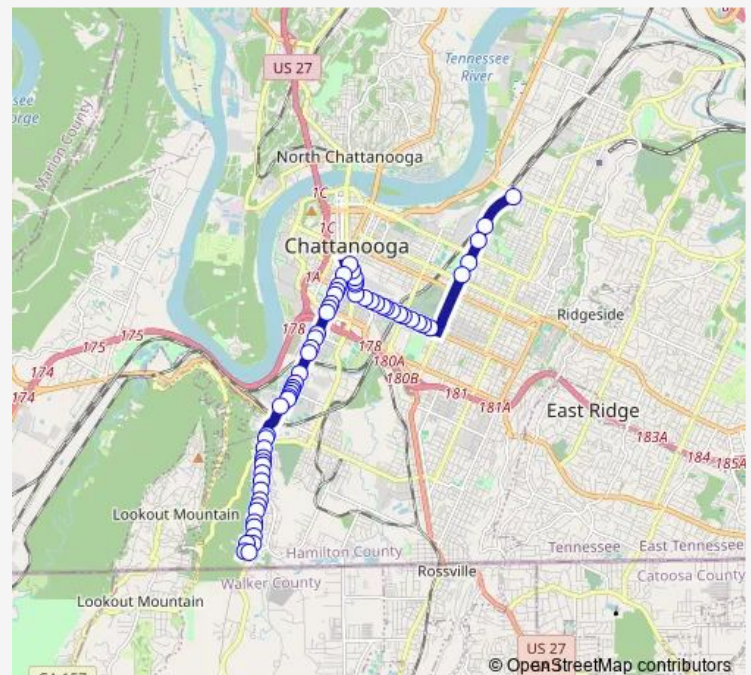 US 27
Tennessee
River
see
orge
Marion County
North Chattanooga
1C
1C
Chattanooga
1A
175
175
178
174
174
178
180A
180B
181
181A
Ridgeside
East Ridge
183A
184
185A
Lookout Mountain
Hamilton County
Tennessee
East Tennessee
Walker County
Rossville
Catoosa County
Lookout Mountain
US 27
© OpenStreetMap contributors